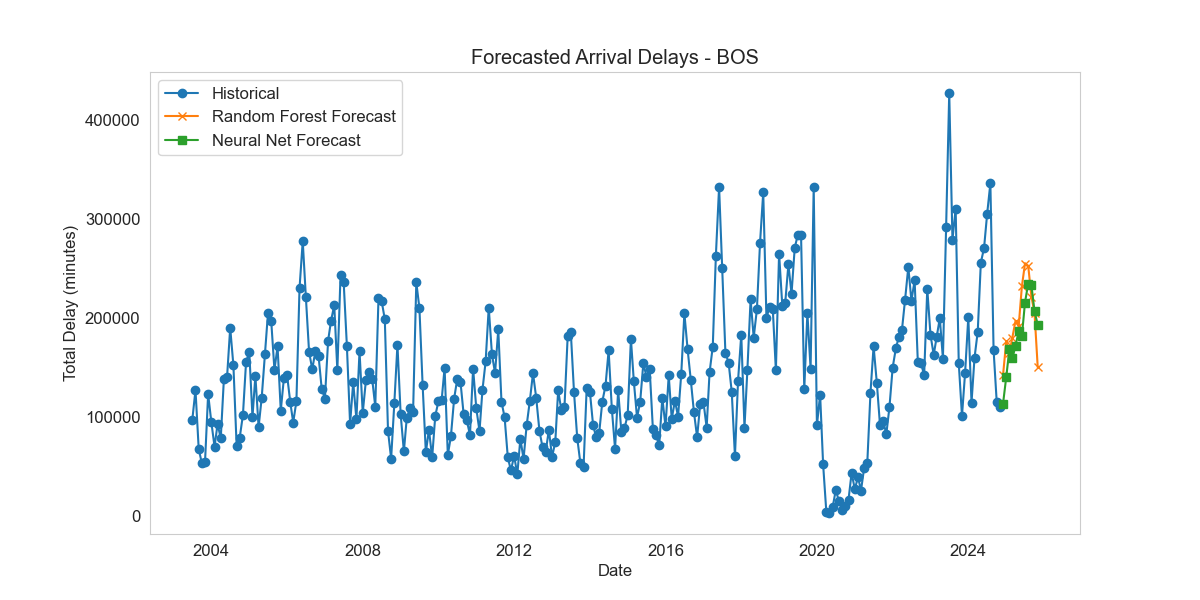 Forecasted Arrival Delays - BOS
Historical
Random Forest Forecast
Neural Net Forecast
Total Delay (minutes)
400000
300000
200000
100000
0
2004 2008 2012 2016 2020 2024
Date